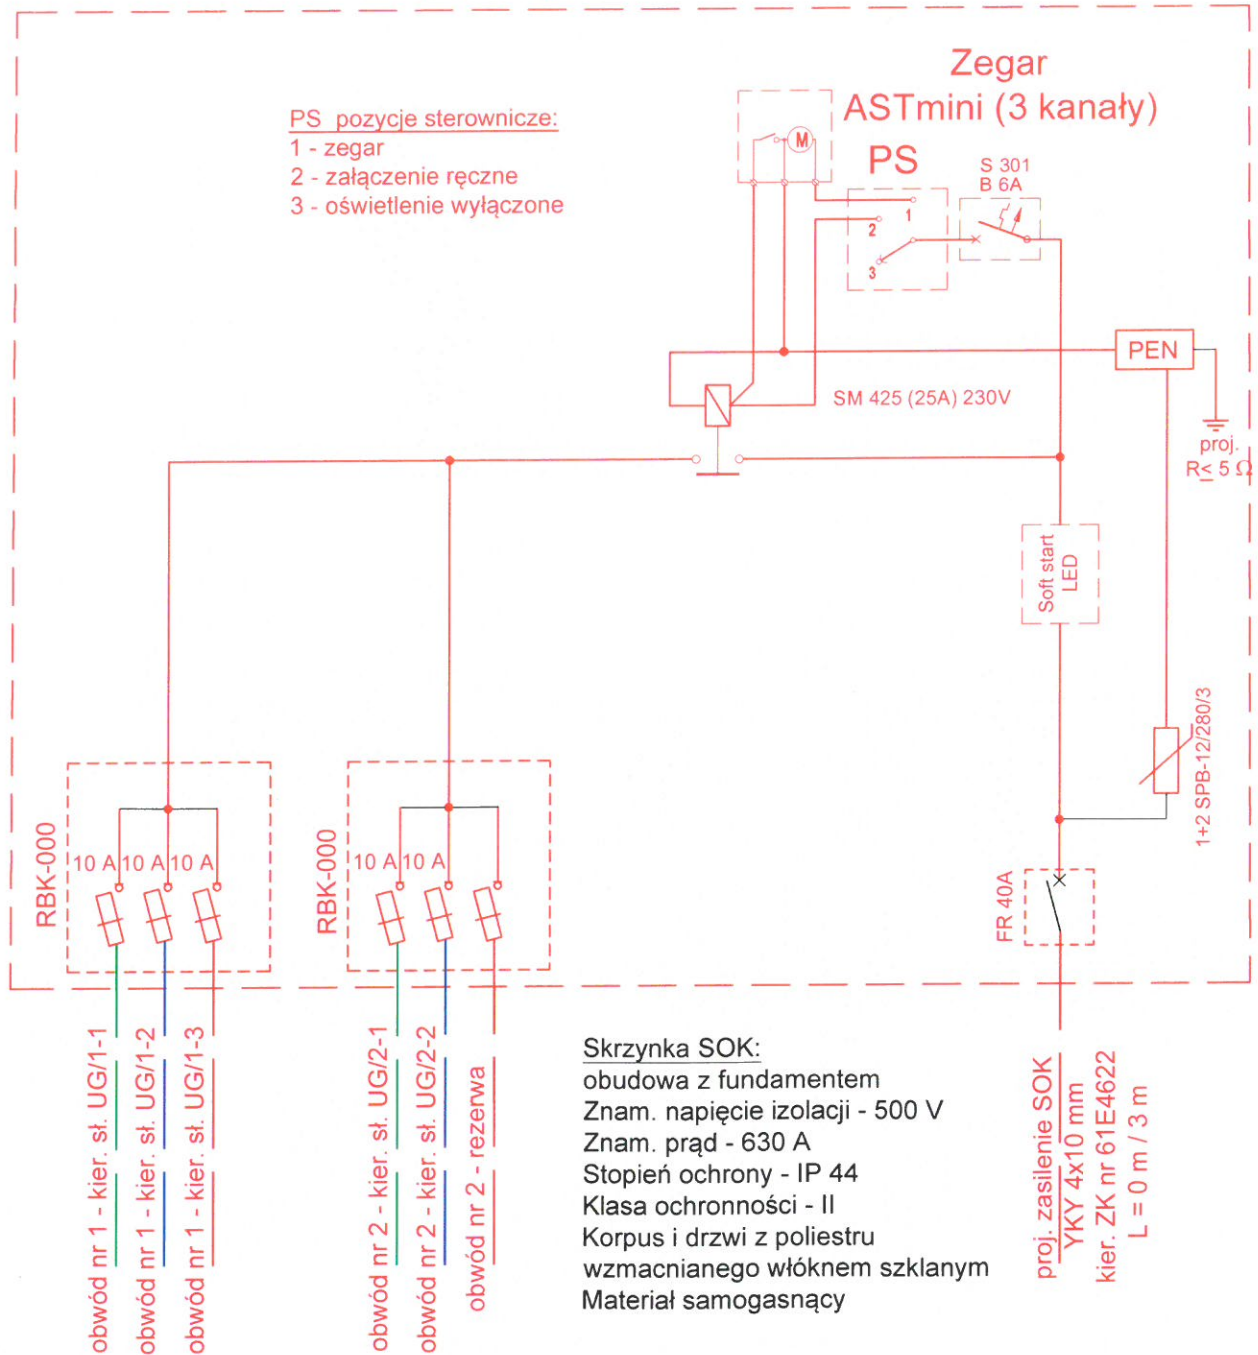 Zegar
ASTmini (3 kanały)
PS pozycje sterownicze:
1 - zegar
2 - załączenie ręczne
3 - oświetlenie wyłączone
M
PS
S 301
B 6A
1
2
3
PEN
SM 425 (25A) 230V
proj.
R≤ 5 Ω
Soft start
LED
1+2 SPB-12/280/3
RBK-000
10 A
10 A
10 A
RBK-000
10 A
10 A
FR 40A
obwód nr 1 - kier. sł. UG/1-1
obwód nr 1 - kier. sł. UG/1-2
obwód nr 1 - kier. sł. UG/1-3
obwód nr 2 - kier. sł. UG/2-1
obwód nr 2 - kier. sł. UG/2-2
obwód nr 2 - rezerwa
Skrzynka SOK:
obudowa z fundamentem
Znam. napięcie izolacji - 500 V
Znam. prąd - 630 A
Stopień ochrony - IP 44
Klasa ochronności - II
Korpus i drzwi z poliestru
wzmacnianego włóknem szklanym
Materiał samogasnący
proj. zasilenie SOK
YKY 4x10 mm
kier. ZK nr 61E4622
L = 0 m / 3 m